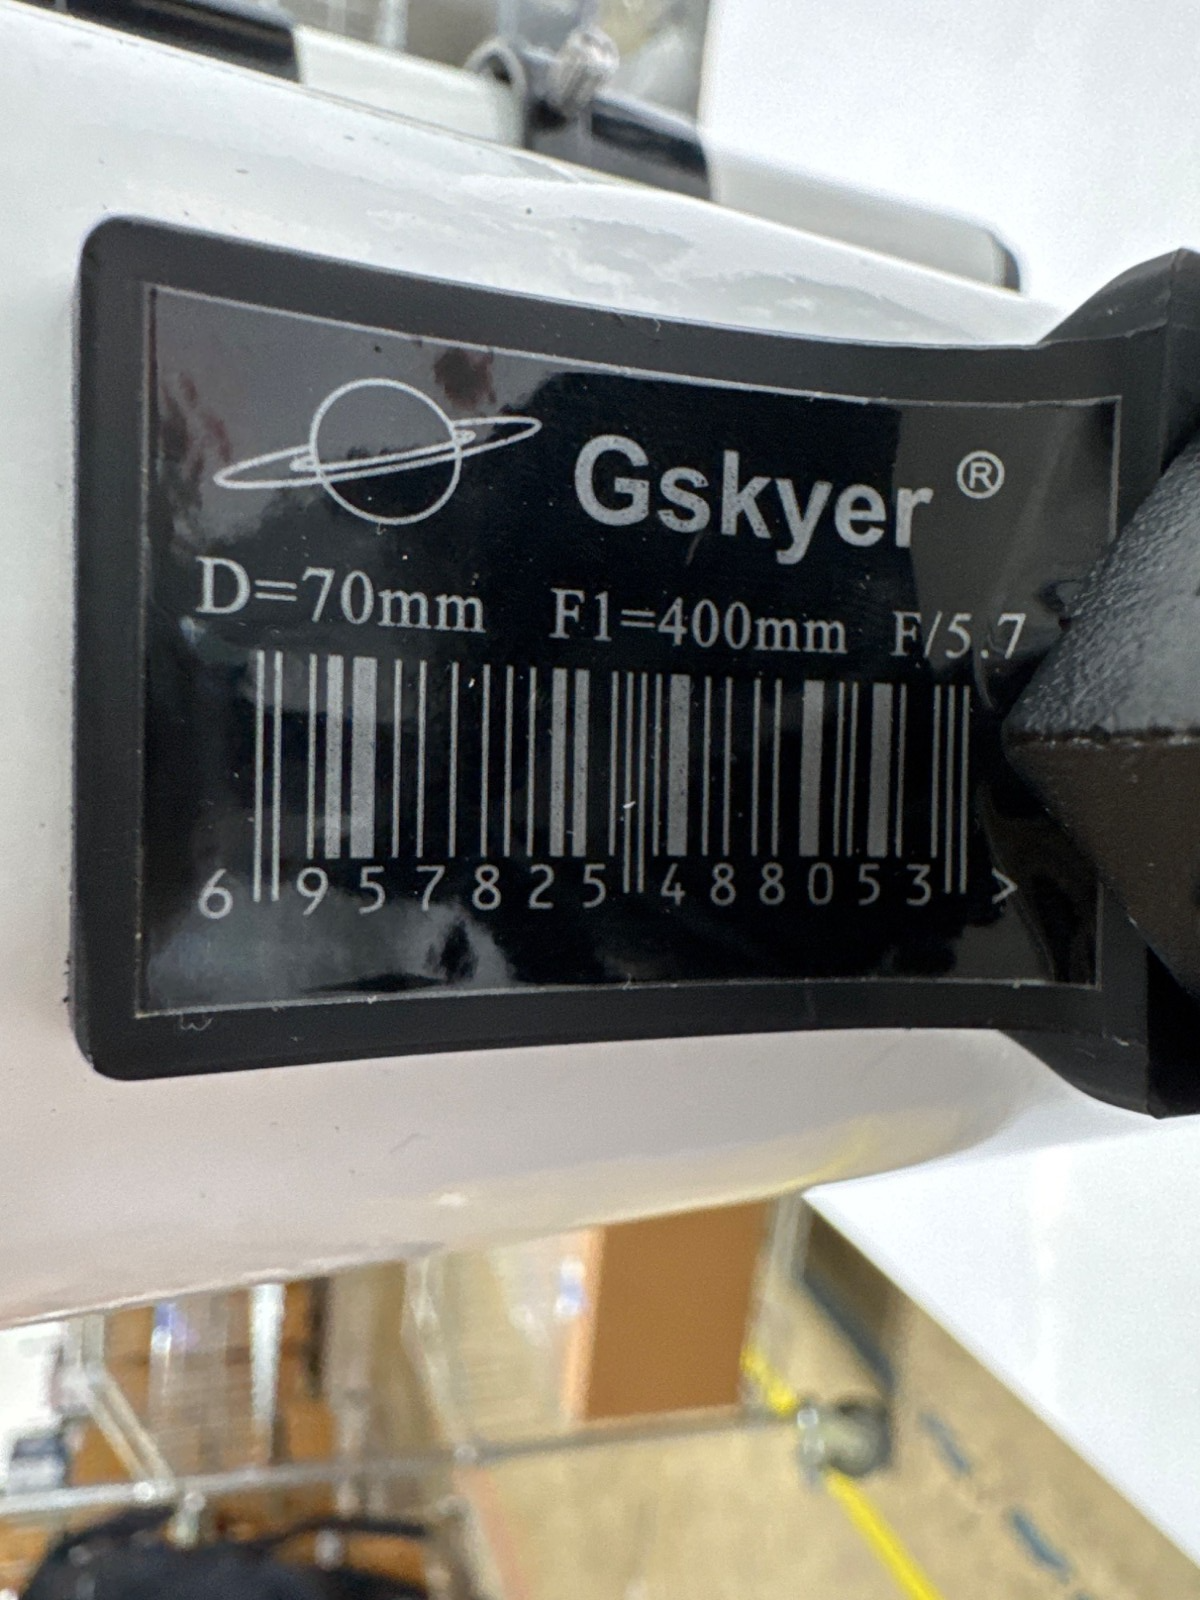 Gskyer ®
D=70mm F1=400mm F/5.7
6 957825 488053 >